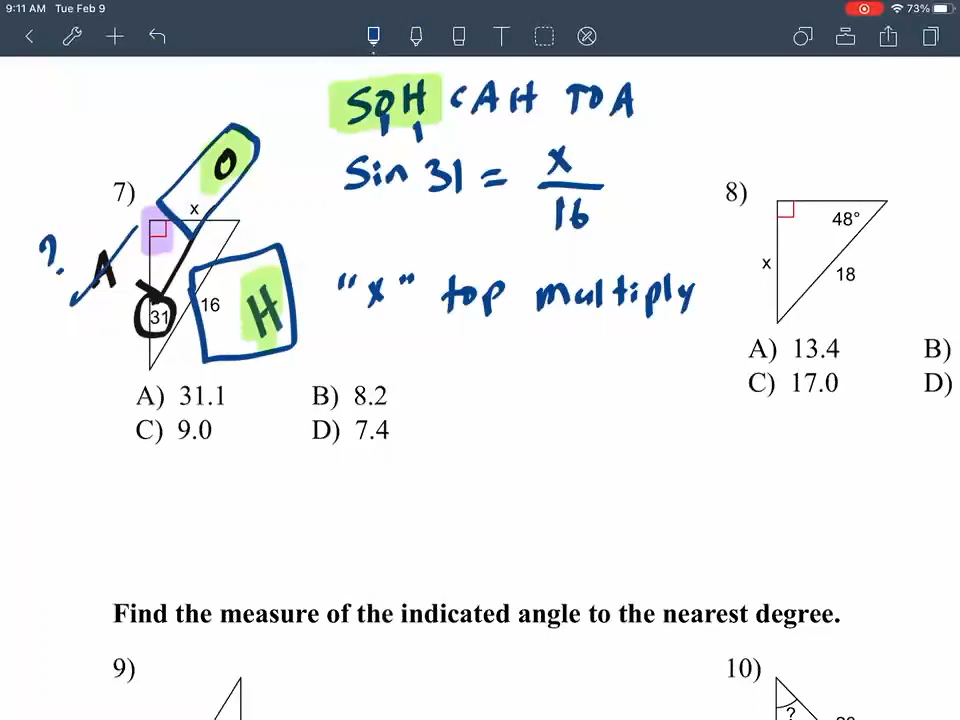 9:11 AM Tue Feb 9 73%
T
SOH CAH TOA
Sin 31 = x
16
7)
O
x
8)
48°
?
A
x
18
31
16
H
"x" top multiply
A) 31.1 B) 8.2
C) 9.0 D) 7.4
A) 13.4 B)
C) 17.0 D)
Find the measure of the indicated angle to the nearest degree.
9) 10)
?